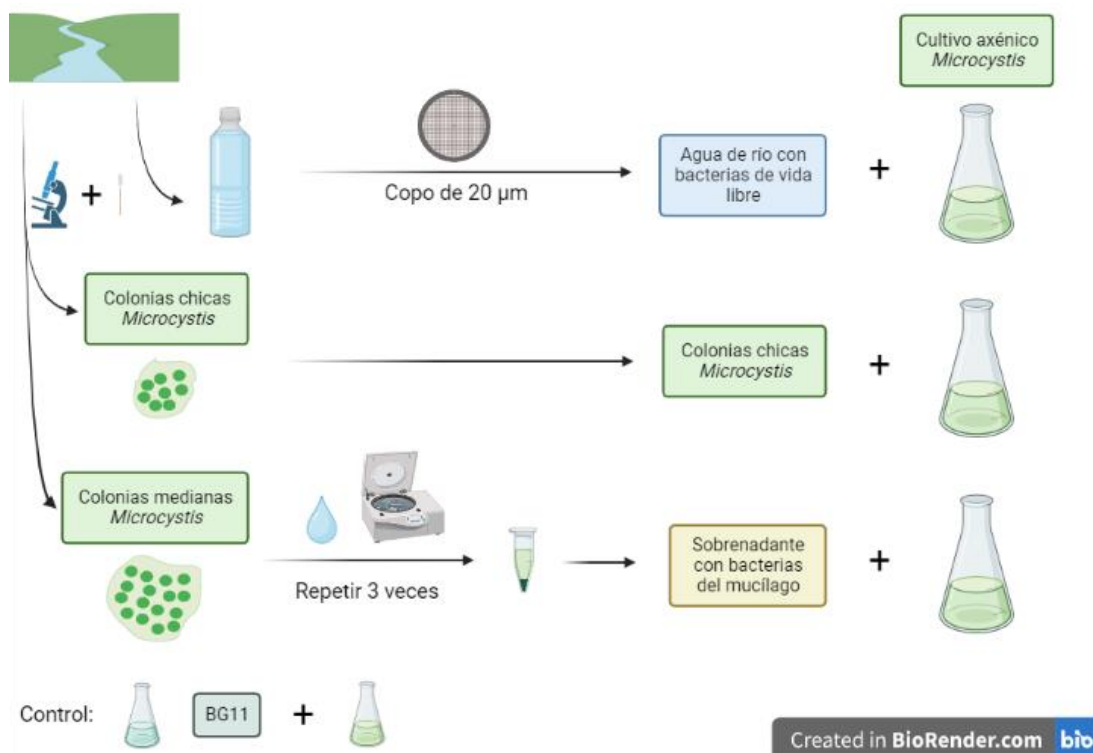 Cultivo axénico
Microcystis
+
Copo de 20 µm
Agua de río con
bacterias de vida
libre
+
Colonias chicas
Microcystis
Colonias chicas
Microcystis
+
Colonias medianas
Microcystis
Repetir 3 veces
Sobrenadante
con bacterias
del mucílago
+
Control:
BG11
+
Created in BioRender.com bio